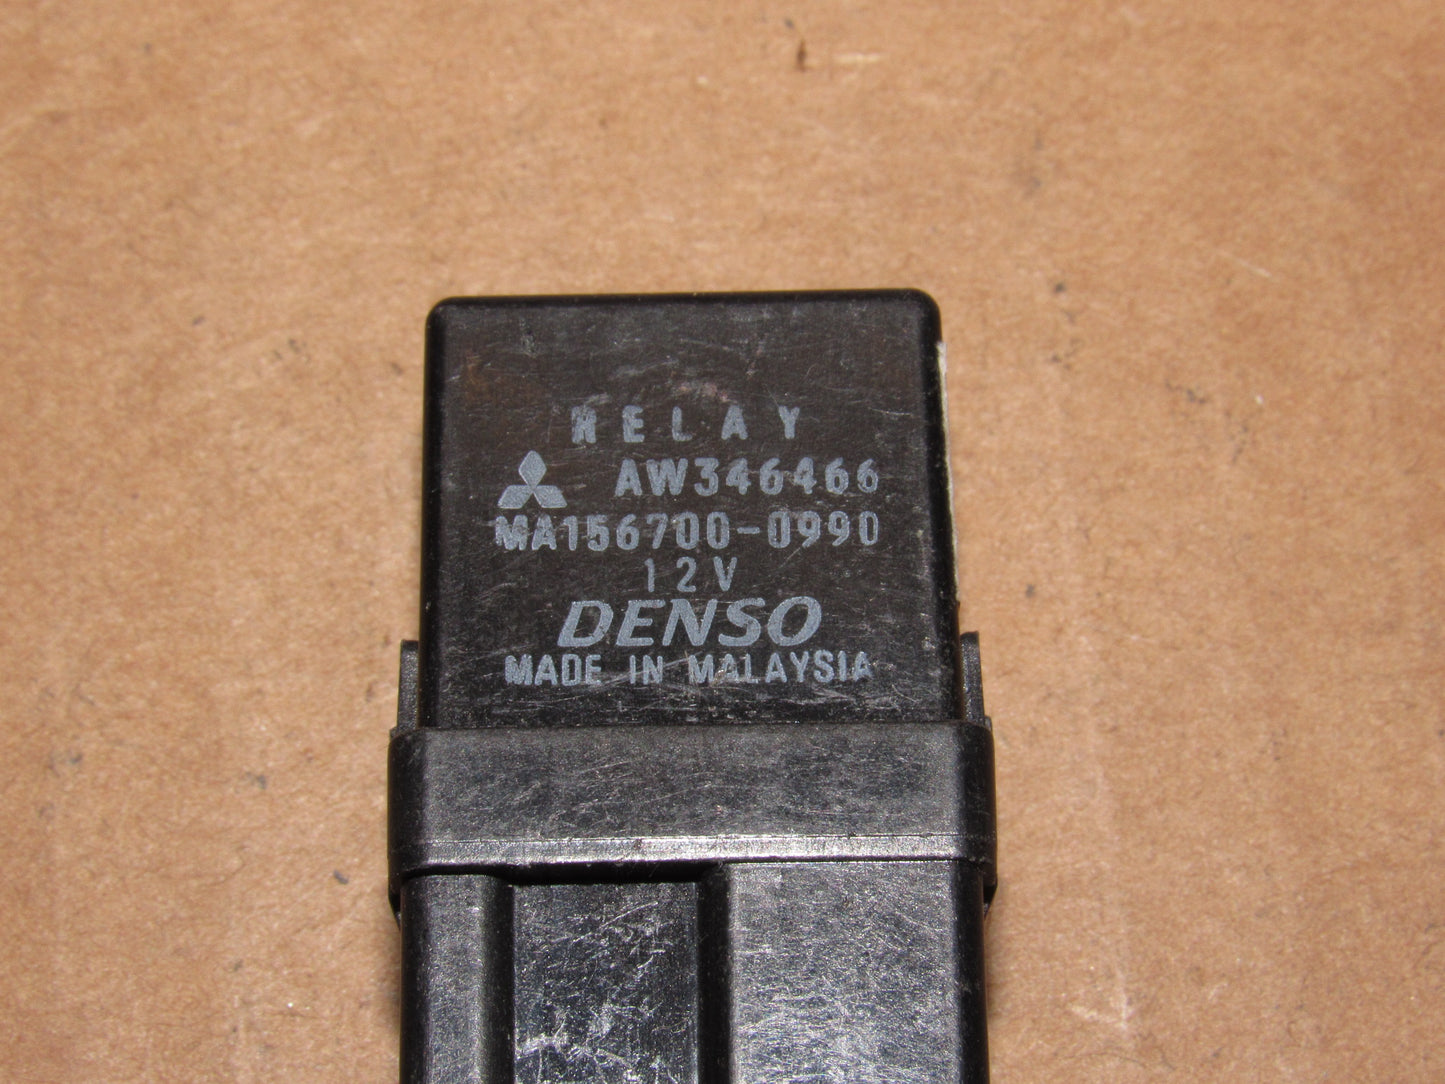 RELAY
AW346466
MA156700-0990
12V
DENSO
MADE IN MALAYSIA